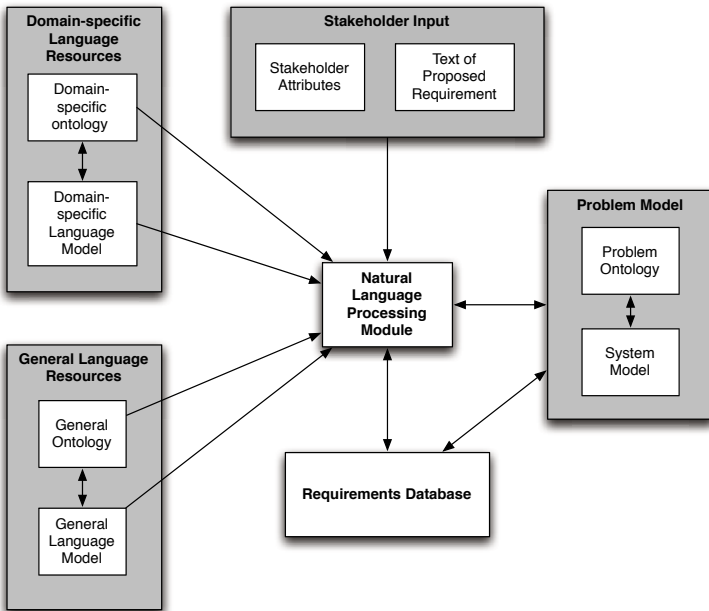 Domain-specific
Language
Resources
Domain-
specific
ontology
Domain-
specific
Language
Model
Stakeholder Input
Stakeholder
Attributes
Text of
Proposed
Requirement
Problem Model
Problem
Ontology
System
Model
Natural
Language
Processing
Module
General Language
Resources
General
Ontology
General
Language
Model
Requirements Database